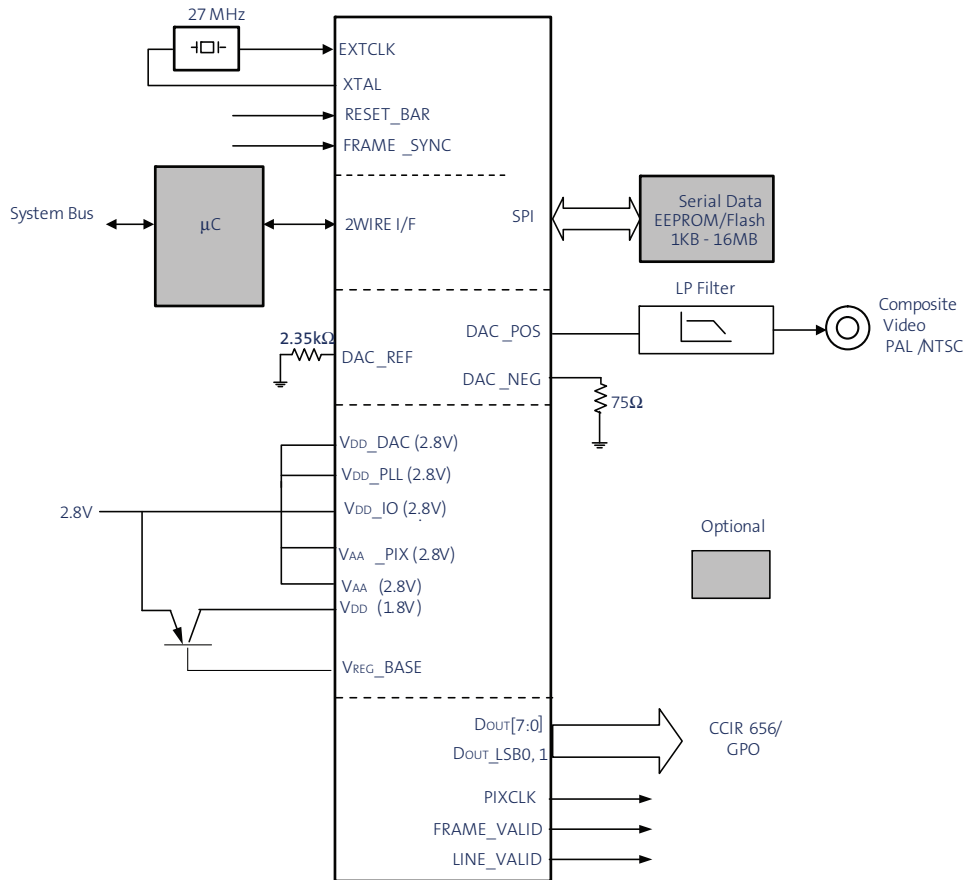 27 MHz
EXTCLK
XTAL
RESET_BAR
FRAME _SYNC
System Bus
µC
2WIRE I/F
SPI
Serial Data
EEPROM/Flash
1KB - 16MB
LP Filter
Composite
Video
PAL /NTSC
2.35kΩ
DAC_REF
DAC_POS
DAC _NEG
75Ω
VDD_DAC (2.8V)
VDD_PLL (2.8V)
2.8V
VDD_IO (2.8V)
VAA _PIX (2.8V)
VAA (2.8V)
VDD (1.8V)
VREG_BASE
Optional
DOUT[7:0]
DOUT_LSB0, 1
CCIR 656/
GPO
PIXCLK
FRAME_VALID
LINE_VALID